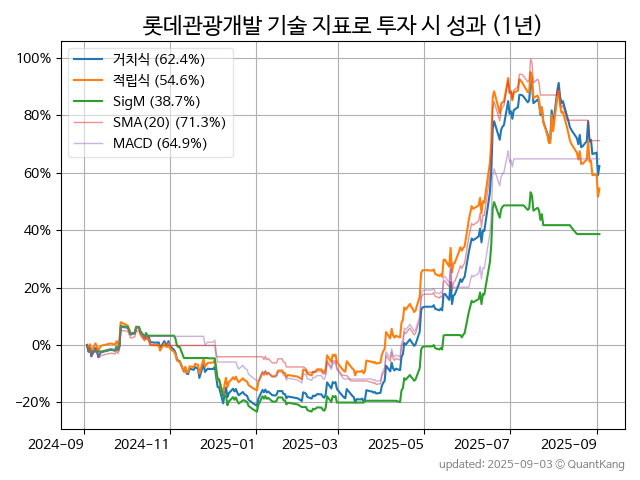 롯데관광개발 기술 지표로 투자 시 성과 (1년)
거치식 (62.4%)
적립식 (54.6%)
SigM (38.7%)
SMA(20) (71.3%)
MACD (64.9%)
100%
80%
60%
40%
20%
0%
−20%
2024-09 2024-11 2025-01 2025-03 2025-05 2025-07 2025-09
updated: 2025-09-03 ⓒ QuantKang